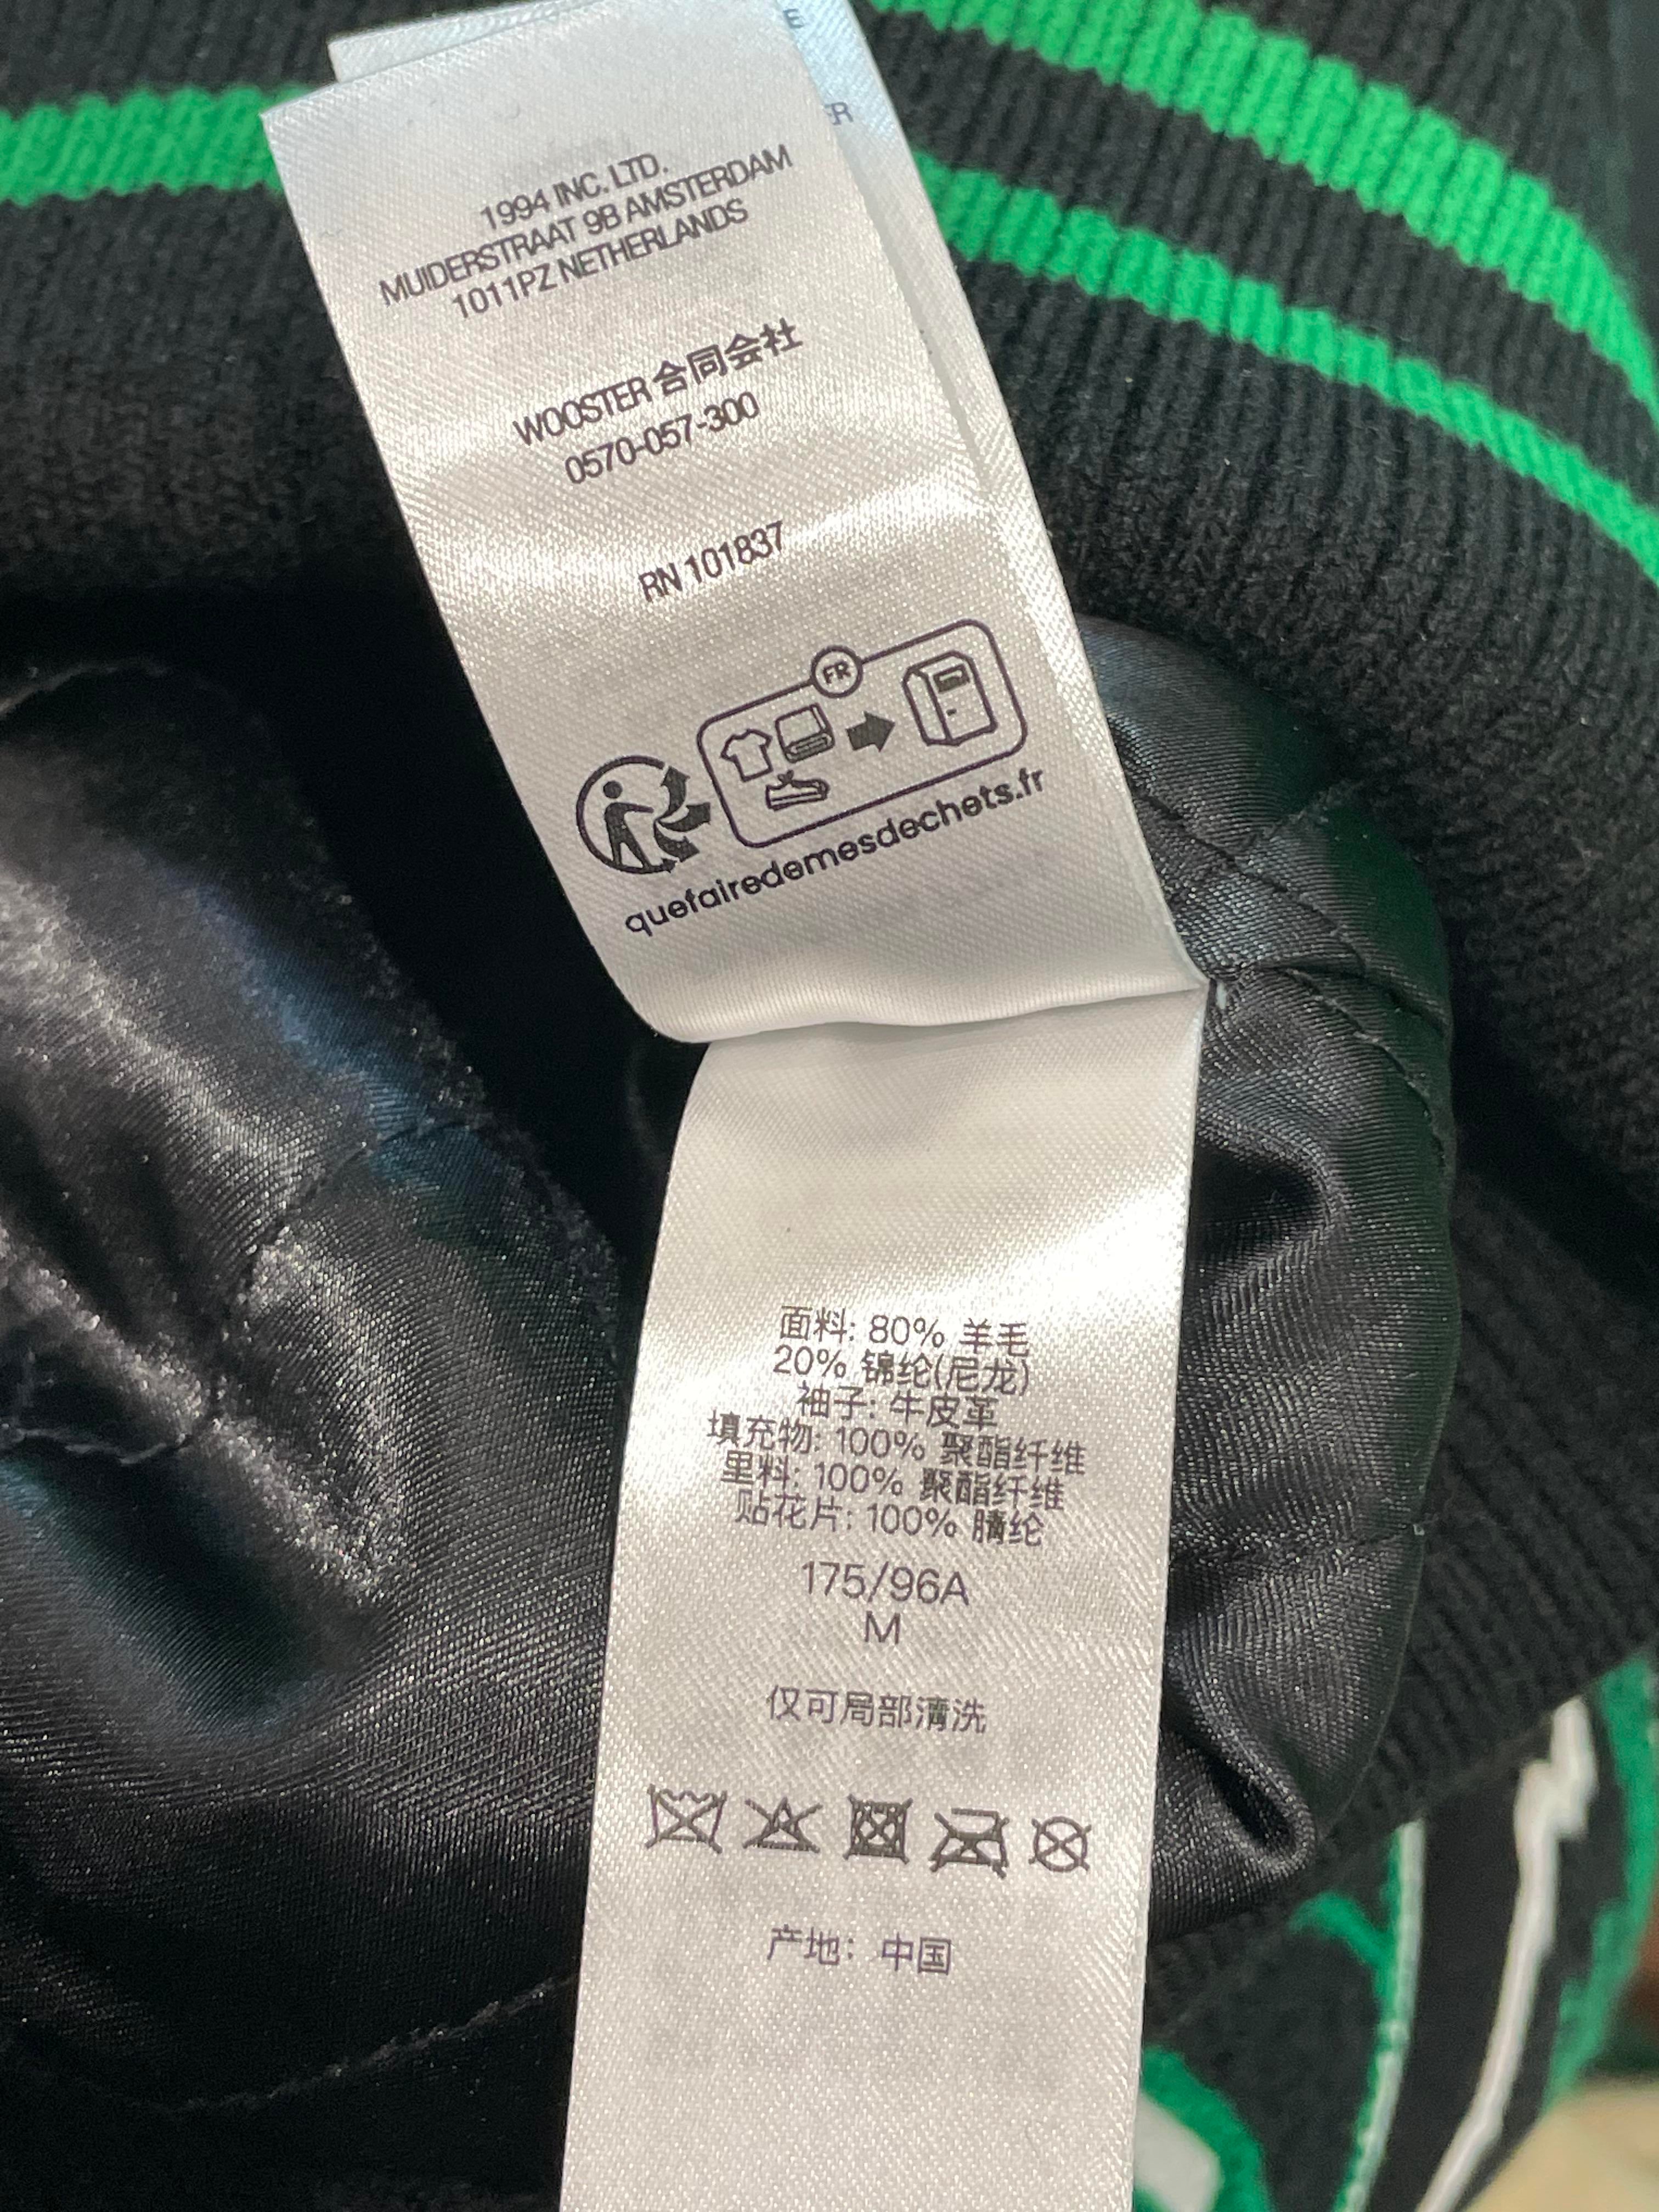 E
ER
1994 INC. LTD.
MUIDERSTRAAT 9B AMSTERDAM
1011PZ NETHERLANDS
WOOSTER 合同会社
0570-057-300
RN 101837
FR
quefairedemesdechets.fr
面料: 80% 羊毛
20% 锦纶(尼龙)
袖子: 牛皮革
填充物: 100% 聚酯纤维
里料: 100% 聚酯纤维
贴花片: 100% 腈纶
175/96A
M
仅可局部清洗
产地: 中国